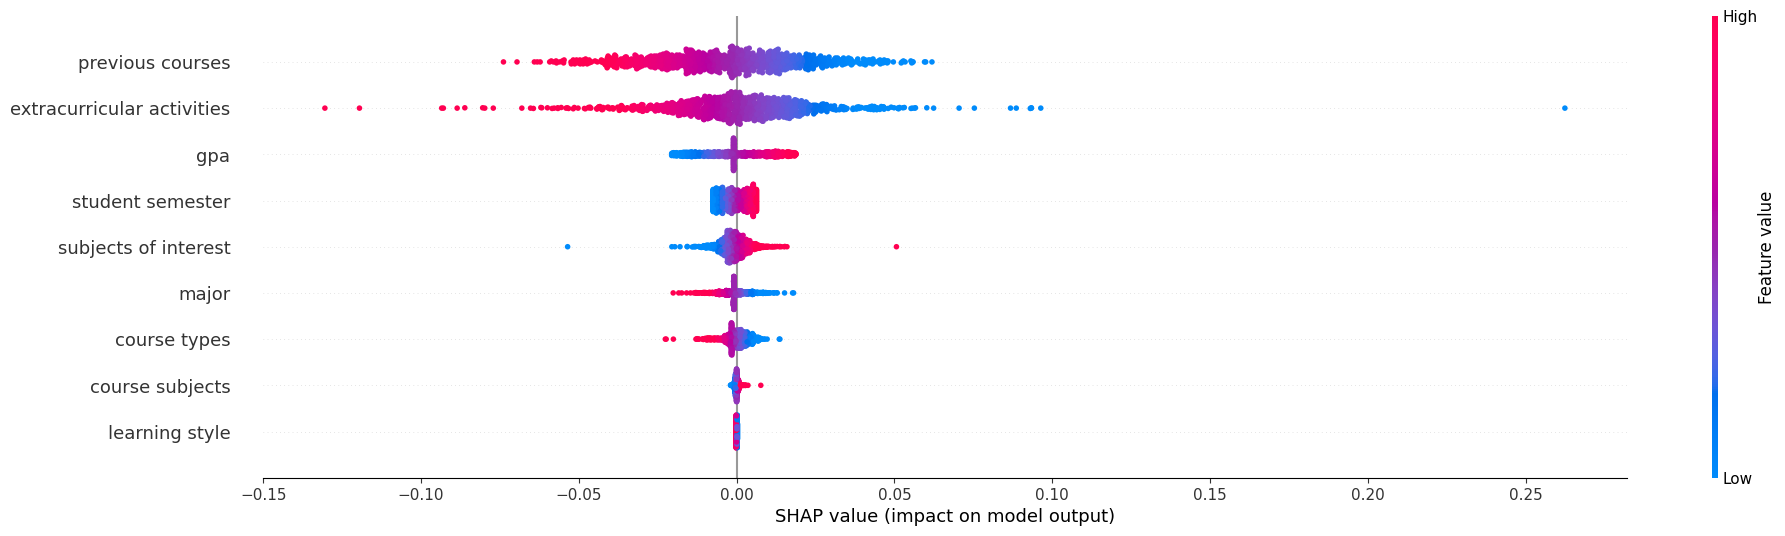 previous courses
extracurricular activities
gpa
student semester
subjects of interest
major
course types
course subjects
learning style
−0.15 −0.10 −0.05 0.00 0.05 0.10 0.15 0.20 0.25
SHAP value (impact on model output)
High
Feature value
Low